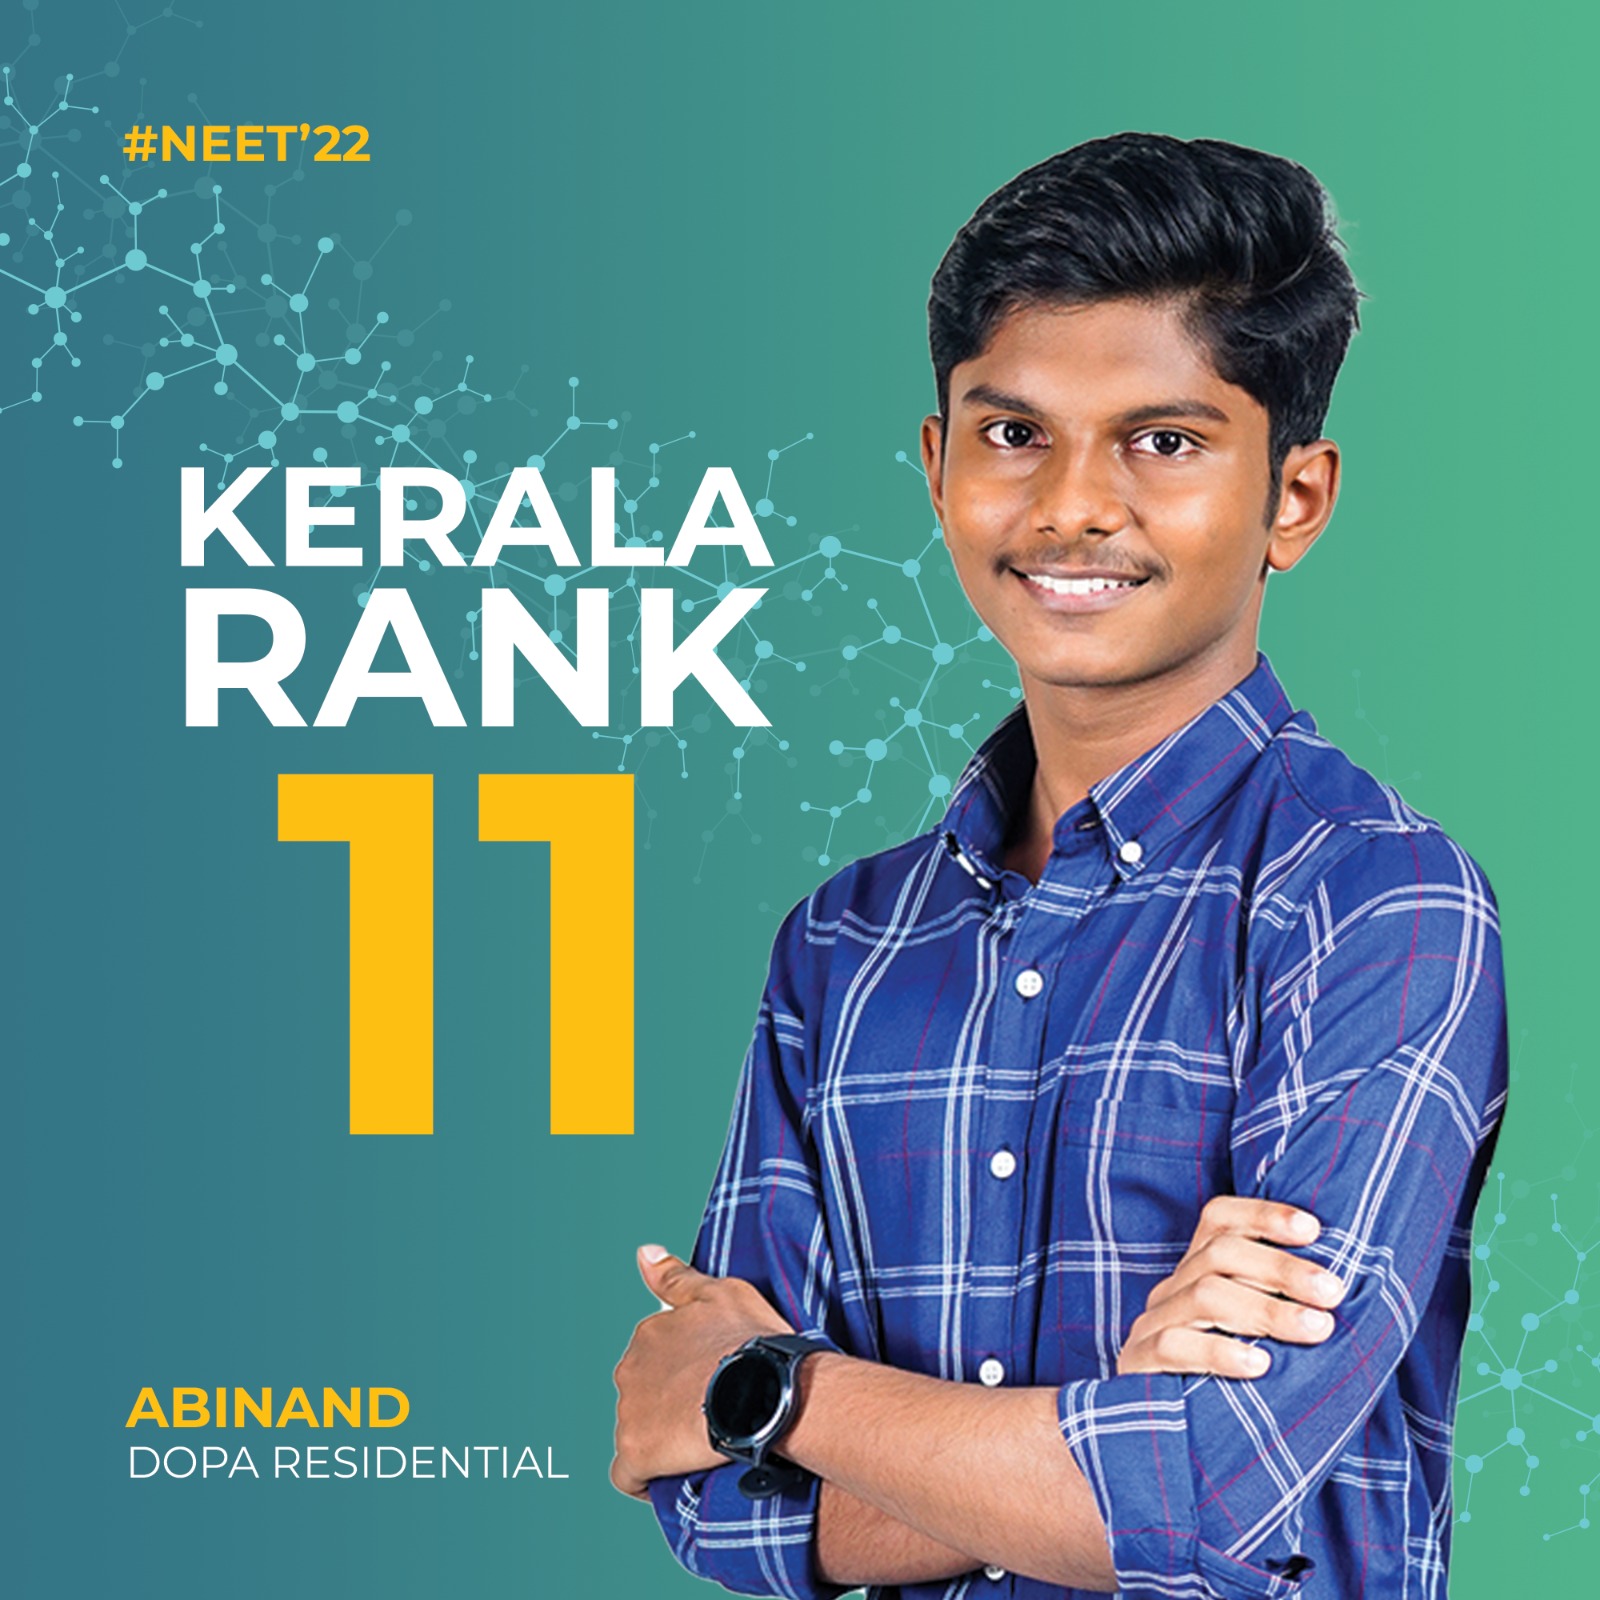 #NEET’22
KERALA
RANK
11
ABINAND
DOPA RESIDENTIAL